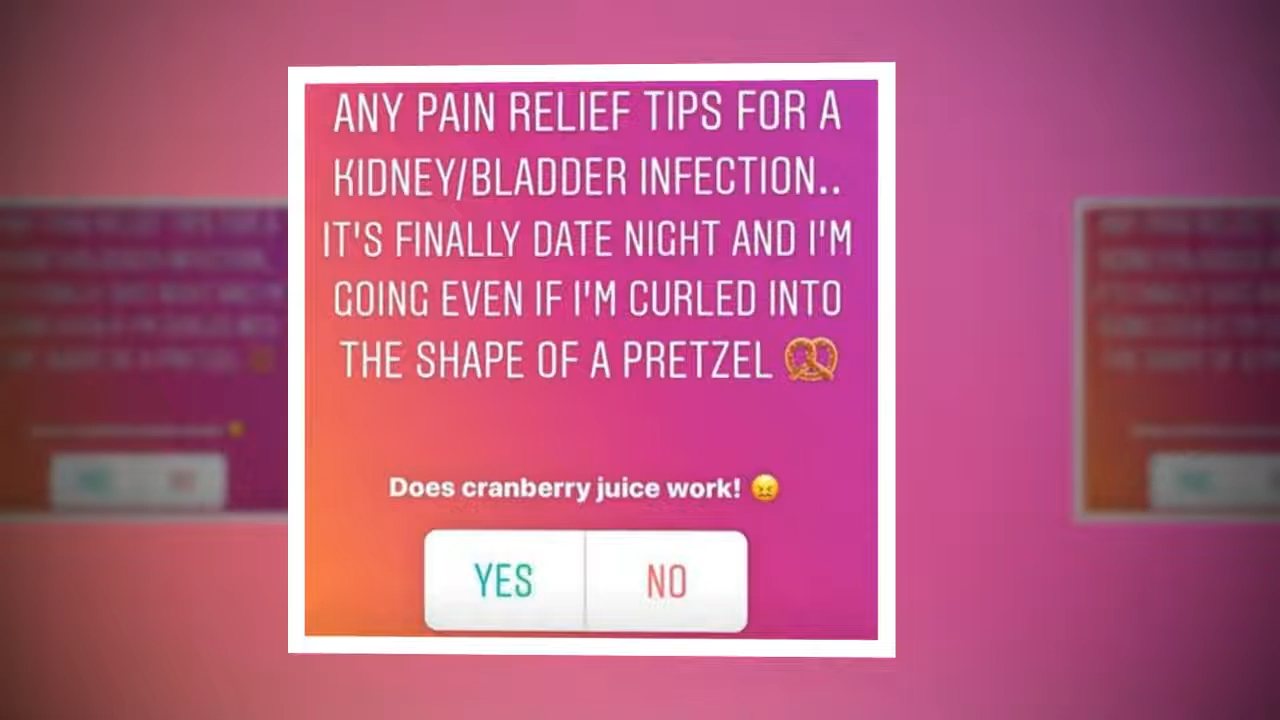 ANY PAIN RELIEF TIPS FOR A
KIDNEY/BLADDER INFECTION..
IT'S FINALLY DATE NIGHT AND I'M
GOING EVEN IF I'M CURLED INTO
THE SHAPE OF A PRETZEL 🥨
Does cranberry juice work! 😖
YES NO